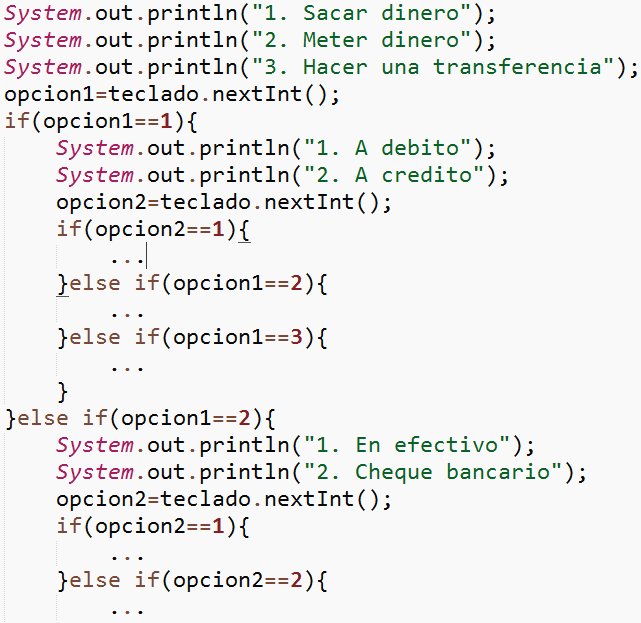 System.out.println("1. Sacar dinero");
System.out.println("2. Meter dinero");
System.out.println("3. Hacer una transferencia");
opcion1=teclado.nextInt();
if(opcion1==1){
    System.out.println("1. A debito");
    System.out.println("2. A credito");
    opcion2=teclado.nextInt();
    if(opcion2==1){
        ...
    }else if(opcion1==2){
        ...
    }else if(opcion1==3){
        ...
    }
}else if(opcion1==2){
    System.out.println("1. En efectivo");
    System.out.println("2. Cheque bancario");
    opcion2=teclado.nextInt();
    if(opcion2==1){
        ...
    }else if(opcion2==2){
        ...